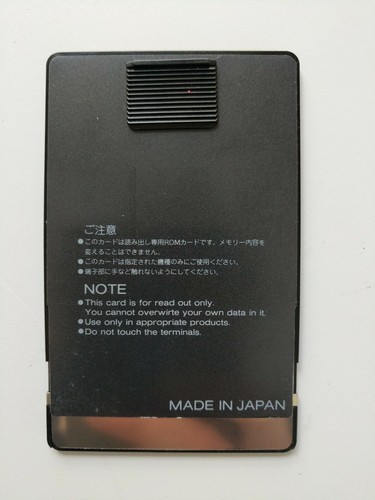 ご注意
●このカードは読み出し専用ROMカードです。メモリー内容を
変えることはできません。
●このカードは指定された機種のみにご使用ください。
●端子部に手など触れないようにしてください。
NOTE
●This card is for read out only.
You cannot overwirte your own data in it.
●Use only in appropriate products.
●Do not touch the terminals.
MADE IN JAPAN